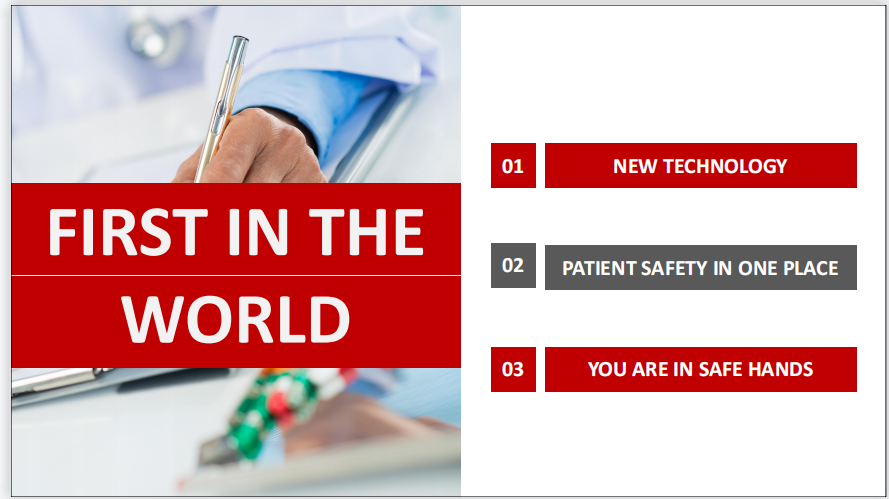 FIRST IN THE
WORLD
01 NEW TECHNOLOGY
02 PATIENT SAFETY IN ONE PLACE
03 YOU ARE IN SAFE HANDS